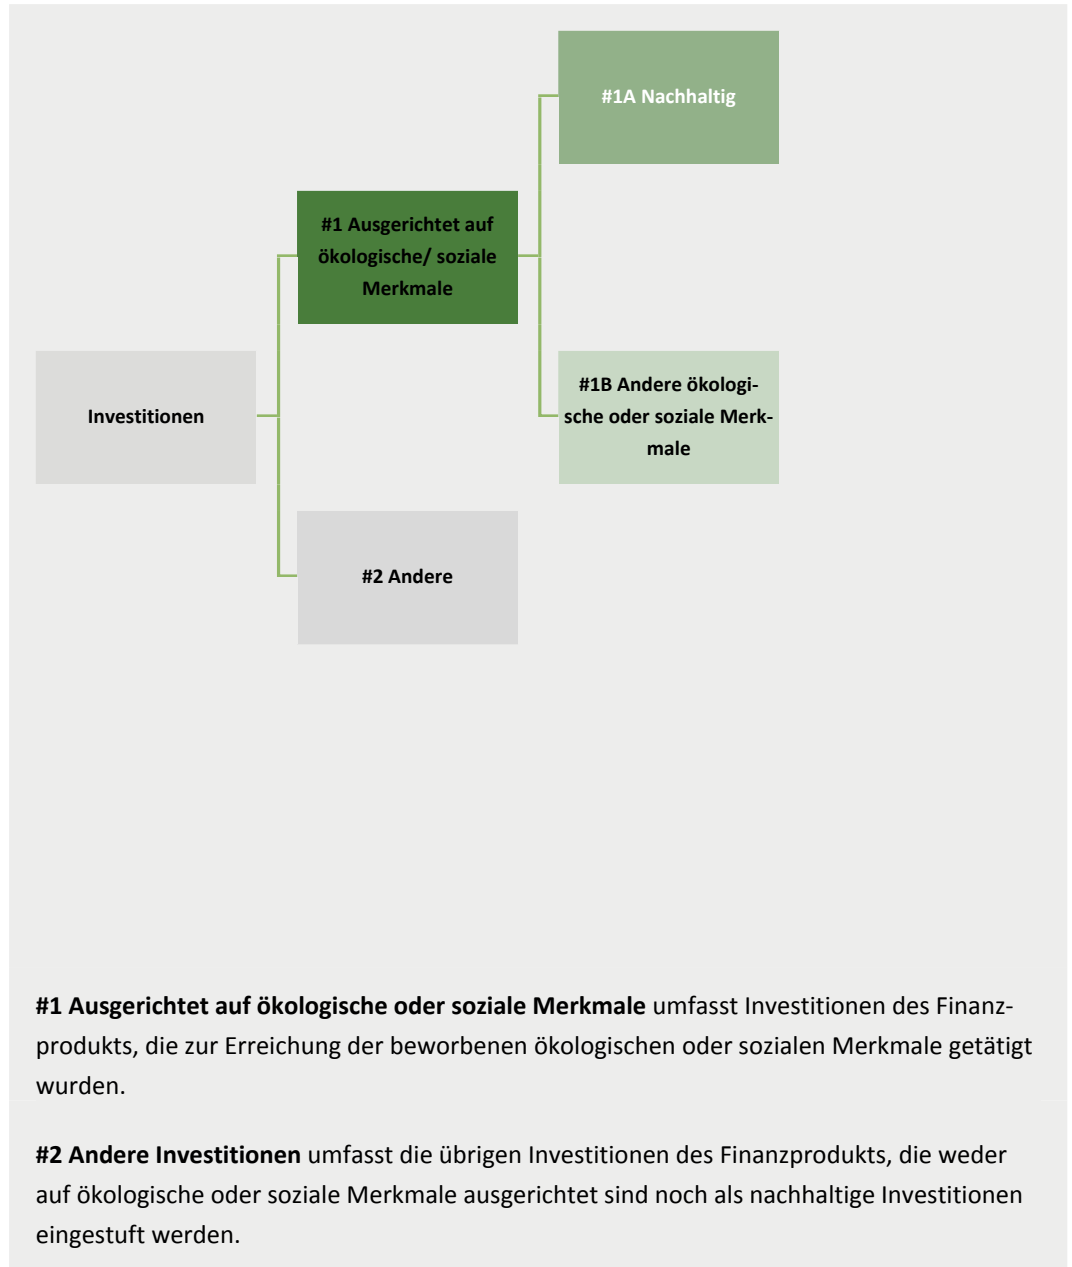 #1A Nachhaltig
#1 Ausgerichtet auf
ökologische/ soziale
Merkmale
#1B Andere ökologi-
sche oder soziale Merk-
male
Investitionen
#2 Andere
#1 Ausgerichtet auf ökologische oder soziale Merkmale umfasst Investitionen des Finanz-
produkts, die zur Erreichung der beworbenen ökologischen oder sozialen Merkmale getätigt
wurden.
#2 Andere Investitionen umfasst die übrigen Investitionen des Finanzprodukts, die weder
auf ökologische oder soziale Merkmale ausgerichtet sind noch als nachhaltige Investitionen
eingestuft werden.